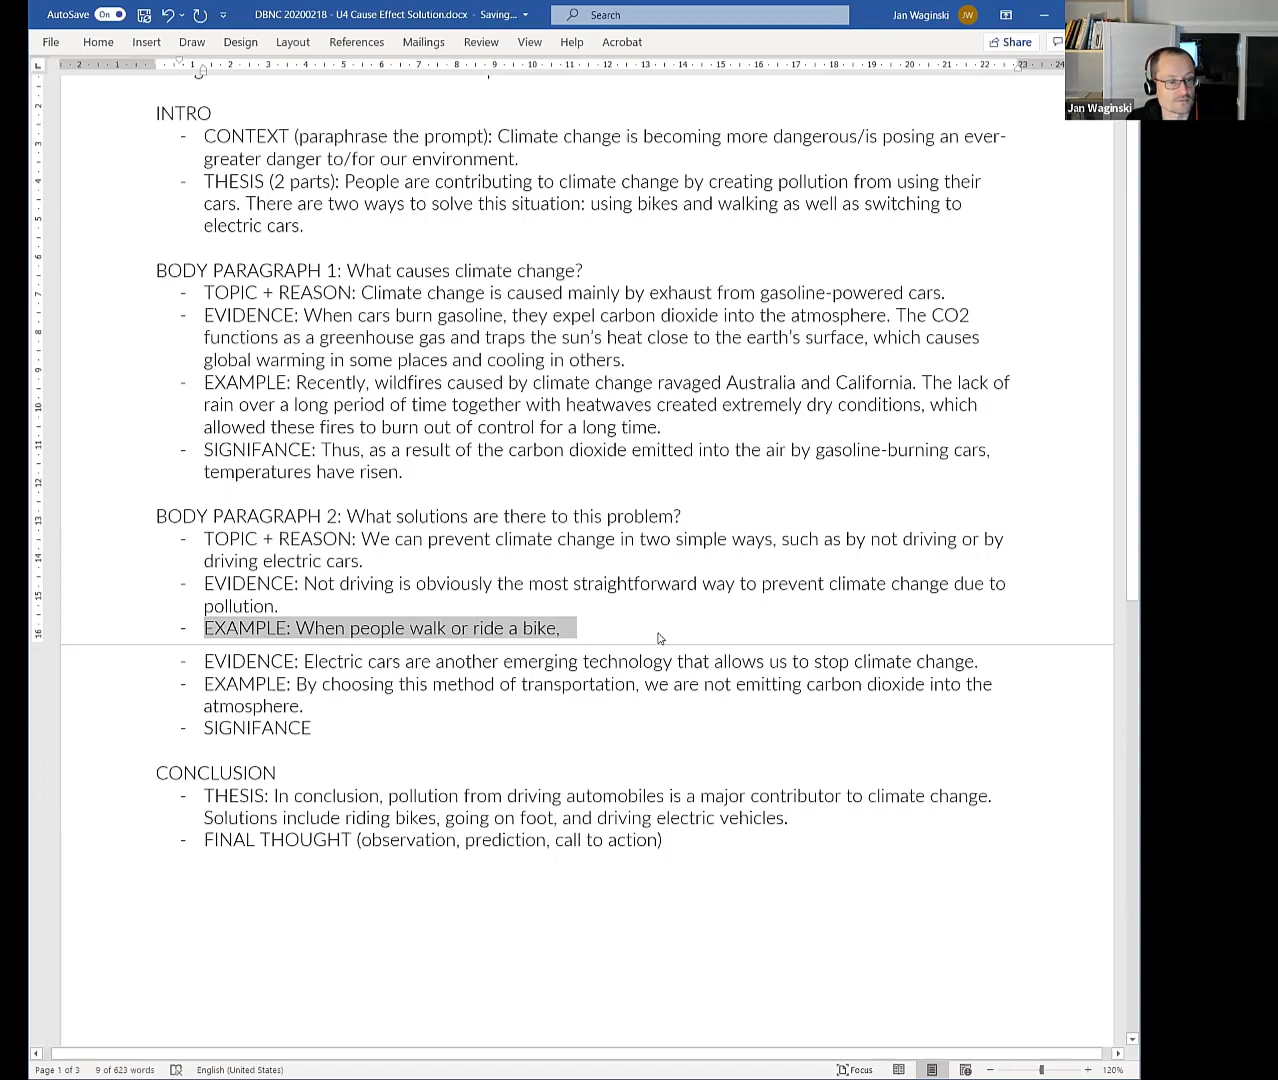 AutoSave On DBNC 20200218 - U4 Cause Effect Solution.docx - Saving... Search Jan Waginski JW
File Home Insert Draw Design Layout References Mailings Review View Help Acrobat Share
Jan Waginski
INTRO
- CONTEXT (paraphrase the prompt): Climate change is becoming more dangerous/is posing an ever-
greater danger to/for our environment.
- THESIS (2 parts): People are contributing to climate change by creating pollution from using their
cars. There are two ways to solve this situation: using bikes and walking as well as switching to
electric cars.
BODY PARAGRAPH 1: What causes climate change?
- TOPIC + REASON: Climate change is caused mainly by exhaust from gasoline-powered cars.
- EVIDENCE: When cars burn gasoline, they expel carbon dioxide into the atmosphere. The CO2
functions as a greenhouse gas and traps the sun's heat close to the earth's surface, which causes
global warming in some places and cooling in others.
- EXAMPLE: Recently, wildfires caused by climate change ravaged Australia and California. The lack of
rain over a long period of time together with heatwaves created extremely dry conditions, which
allowed these fires to burn out of control for a long time.
- SIGNIFANCE: Thus, as a result of the carbon dioxide emitted into the air by gasoline-burning cars,
temperatures have risen.
BODY PARAGRAPH 2: What solutions are there to this problem?
- TOPIC + REASON: We can prevent climate change in two simple ways, such as by not driving or by
driving electric cars.
- EVIDENCE: Not driving is obviously the most straightforward way to prevent climate change due to
pollution.
- EXAMPLE: When people walk or ride a bike,
- EVIDENCE: Electric cars are another emerging technology that allows us to stop climate change.
- EXAMPLE: By choosing this method of transportation, we are not emitting carbon dioxide into the
atmosphere.
- SIGNIFANCE
CONCLUSION
- THESIS: In conclusion, pollution from driving automobiles is a major contributor to climate change.
Solutions include riding bikes, going on foot, and driving electric vehicles.
- FINAL THOUGHT (observation, prediction, call to action)
Page 1 of 3 9 of 623 words English (United States) Focus 120%